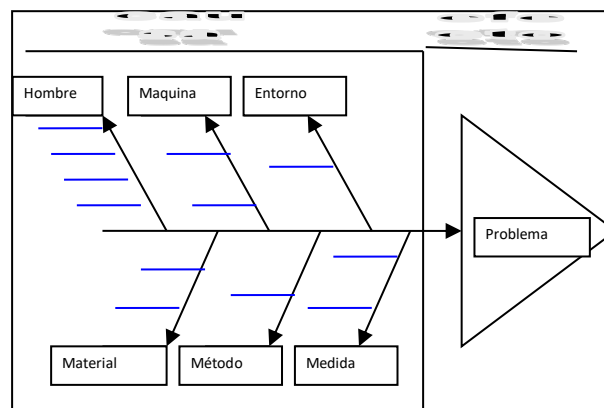 Hombre
Maquina
Entorno
Problema
Material
Método
Medida